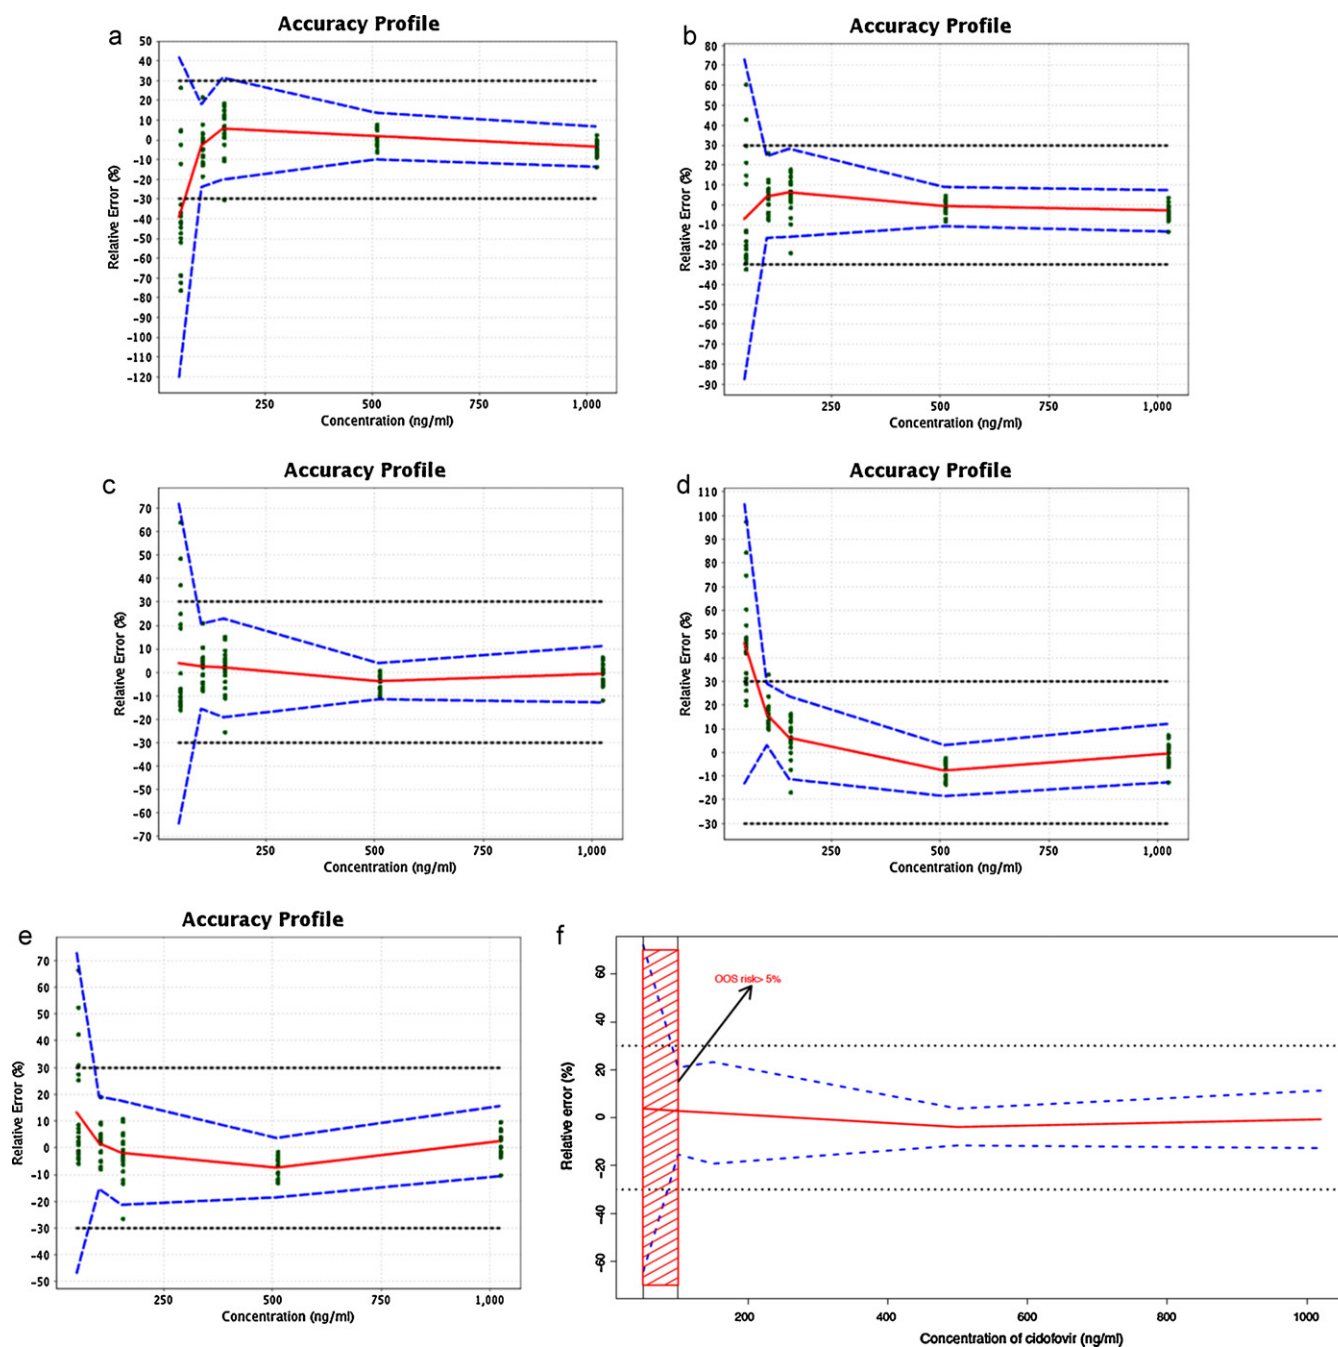 a
Accuracy Profile
50
40
30
20
10
0
-10
-20
-30
-40
-50
-60
-70
-80
-90
-100
-110
-120
Relative Error (%)
250 500 750 1,000
Concentration (ng/ml)
b
Accuracy Profile
80
70
60
50
40
30
20
10
0
-10
-20
-30
-40
-50
-60
-70
-80
-90
Relative Error (%)
250 500 750 1,000
Concentration (ng/ml)
c
Accuracy Profile
70
60
50
40
30
20
10
0
-10
-20
-30
-40
-50
-60
-70
Relative Error (%)
250 500 750 1,000
Concentration (ng/ml)
d
Accuracy Profile
110
100
90
80
70
60
50
40
30
20
10
0
-10
-20
-30
Relative Error (%)
250 500 750 1,000
Concentration (ng/ml)
e
Accuracy Profile
70
60
50
40
30
20
10
0
-10
-20
-30
-40
-50
Relative Error (%)
250 500 750 1,000
Concentration (ng/ml)
f
OOS risk> 5%
60
40
20
0
-20
-40
-60
Relative error (%)
200 400 600 800 1000
Concentration of cidofovir (ng/ml)